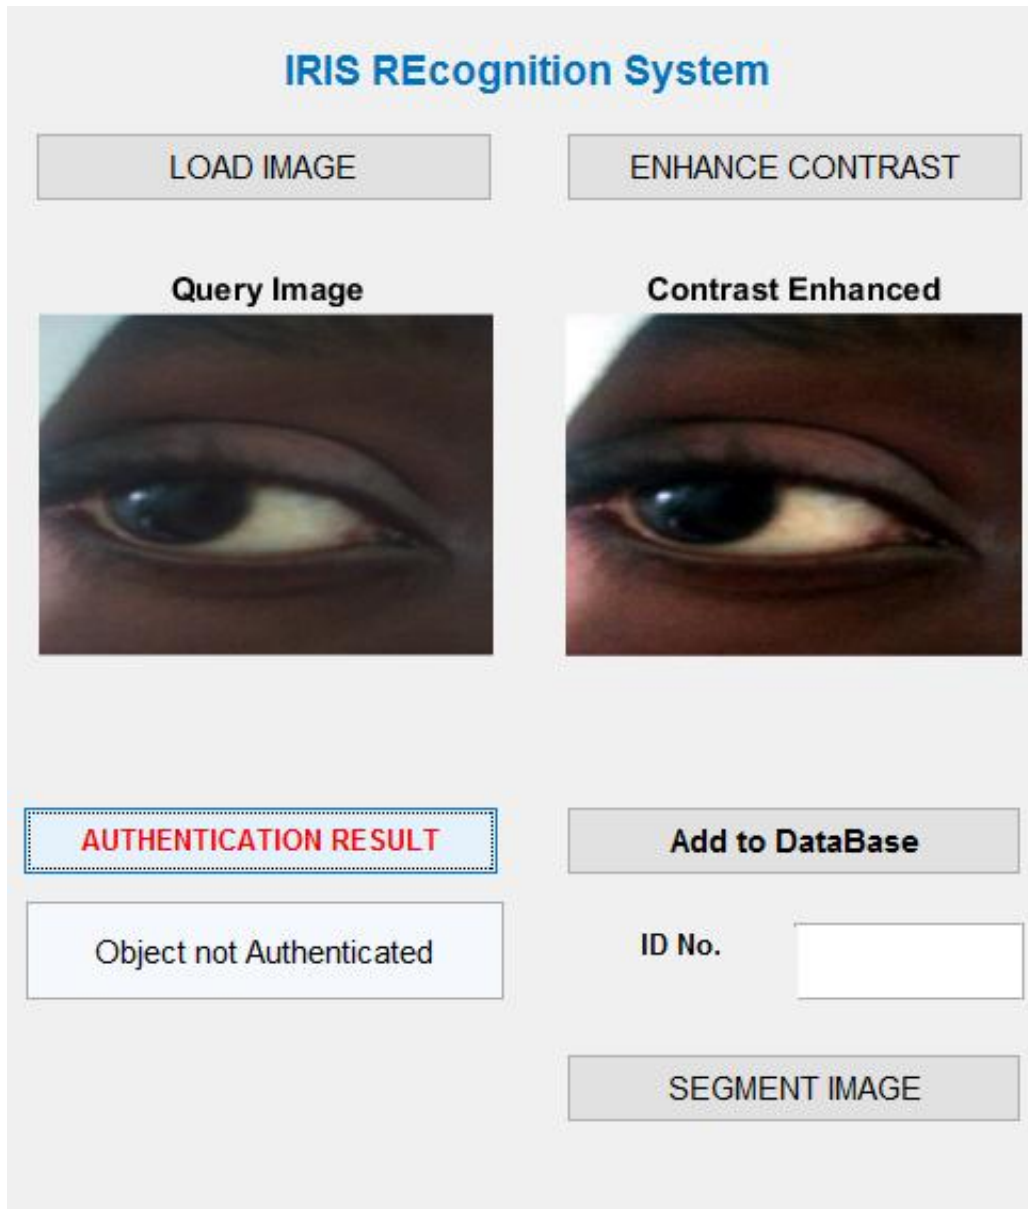 IRIS REcognition System
LOAD IMAGE
ENHANCE CONTRAST
Query Image
Contrast Enhanced
AUTHENTICATION RESULT
Add to DataBase
Object not Authenticated
ID No.
SEGMENT IMAGE